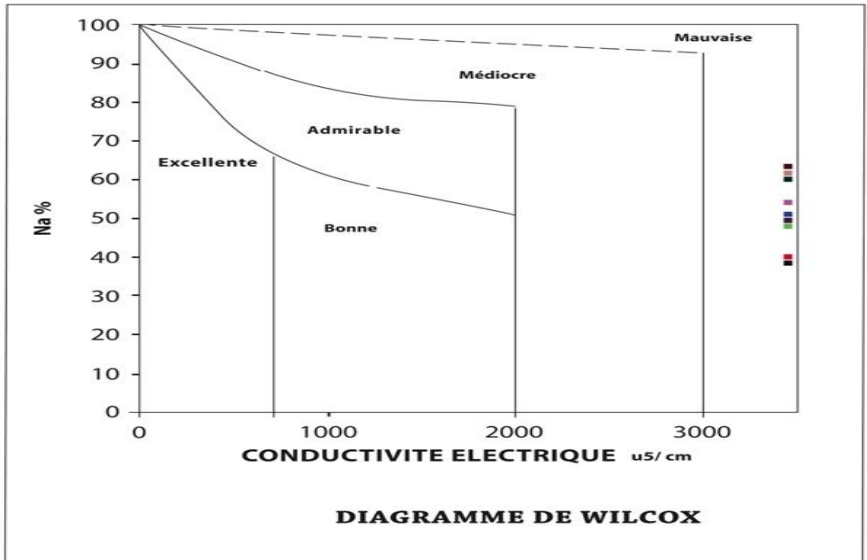 100
90
80
70
60
50
40
30
20
10
0
Na %
Mauvaise
Médiocre
Admirable
Excellente
Bonne
0 1000 2000 3000
CONDUCTIVITE ELECTRIQUE u5/ cm
DIAGRAMME DE WILCOX